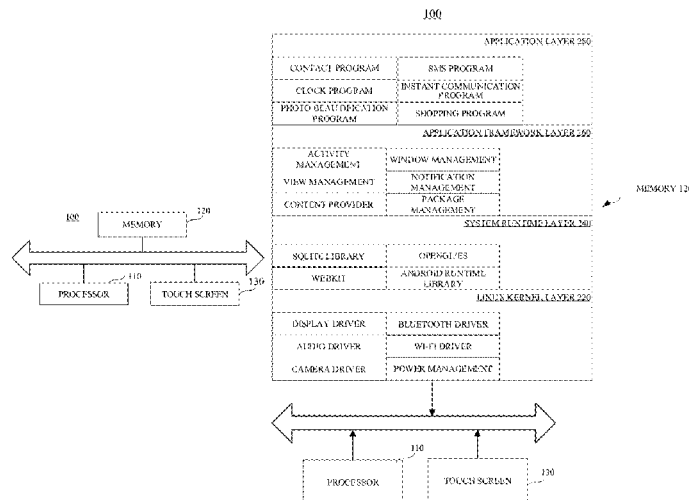 100
APPLICATION LAYER 280
CONTACT PROGRAM
SMS PROGRAM
CLOCK PROGRAM
INSTANT COMMUNICATION PROGRAM
PHOTO BEAUTIFICATION PROGRAM
SHOPPING PROGRAM
APPLICATION FRAMEWORK LAYER 260
ACTIVITY MANAGEMENT
WINDOW MANAGEMENT
VIEW MANAGEMENT
NOTIFICATION MANAGEMENT
CONTENT PROVIDER
PACKAGE MANAGEMENT
SYSTEM RUNTIME LAYER 240
SQLITE LIBRARY
OPENGL/ES
WEBKIT
ANDROID RUNTIME LIBRARY
LINUX KERNEL LAYER 220
DISPLAY DRIVER
BLUETOOTH DRIVER
AUDIO DRIVER
WI-FI DRIVER
CAMERA DRIVER
POWER MANAGEMENT
MEMORY 120
100
120
MEMORY
110
130
PROCESSOR
TOUCH SCREEN
110
130
PROCESSOR
TOUCH SCREEN